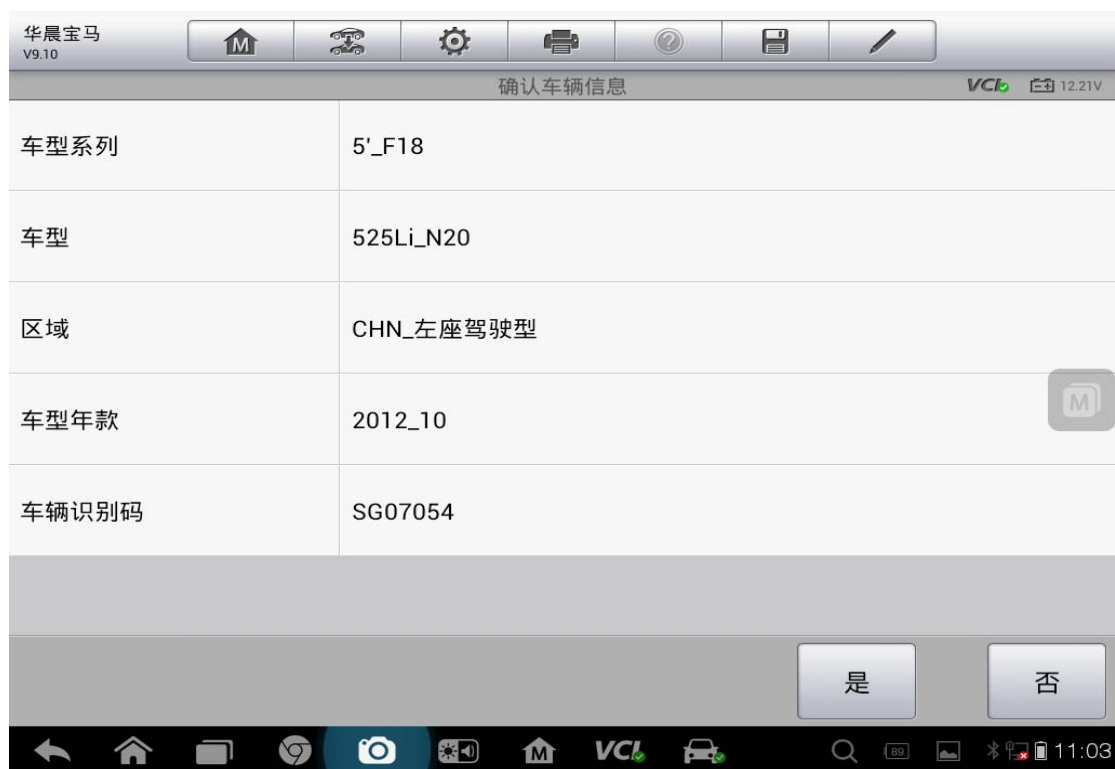 华晨宝马
V9.10
M
确认车辆信息
VCI
12.21V
车型系列
5'_F18
车型
525Li_N20
区域
CHN_左座驾驶型
车型年款
2012_10
M
车辆识别码
SG07054
是
否
M
VCI
89
11:03